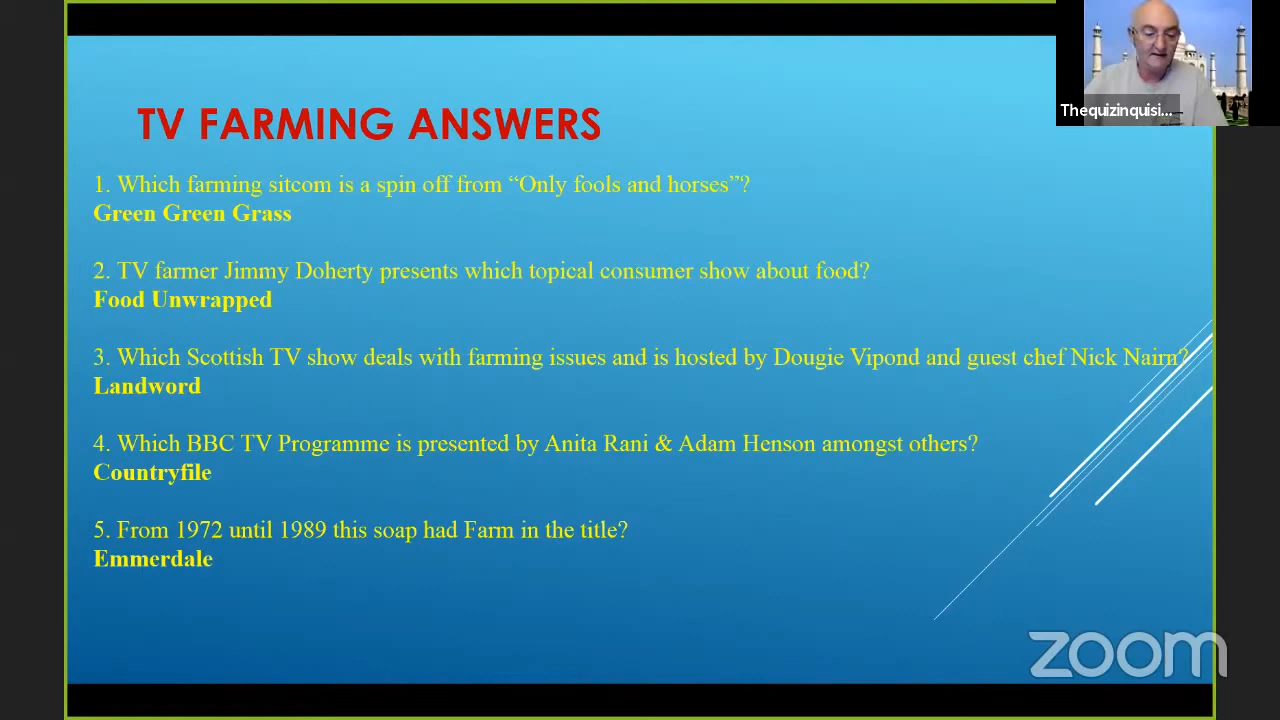 Thequizinquisi...
TV FARMING ANSWERS
1. Which farming sitcom is a spin off from “Only fools and horses”?
Green Green Grass
2. TV farmer Jimmy Doherty presents which topical consumer show about food?
Food Unwrapped
3. Which Scottish TV show deals with farming issues and is hosted by Dougie Vipond and guest chef Nick Nairn?
Landword
4. Which BBC TV Programme is presented by Anita Rani & Adam Henson amongst others?
Countryfile
5. From 1972 until 1989 this soap had Farm in the title?
Emmerdale
zoom